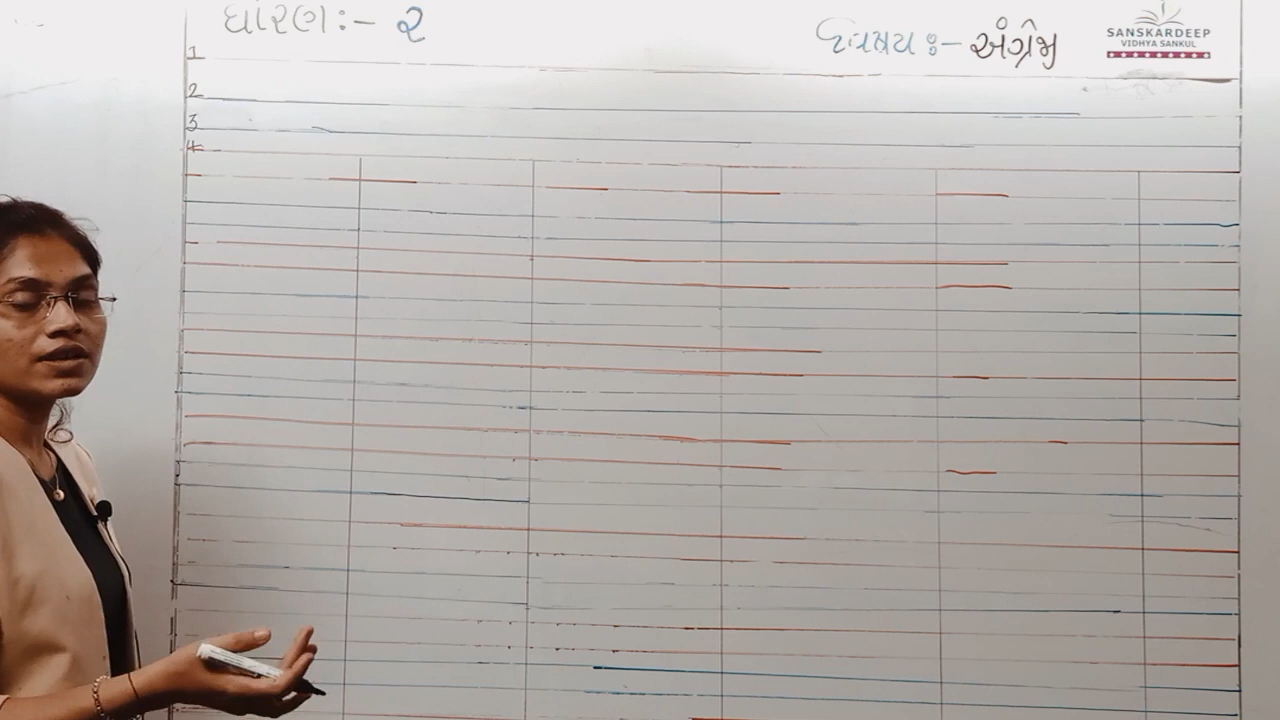 ધોરણ :- ૨
વિષય :- અંગ્રેજી
SANSKARDEEP
VIDHYA SANKUL
1
2
3
4